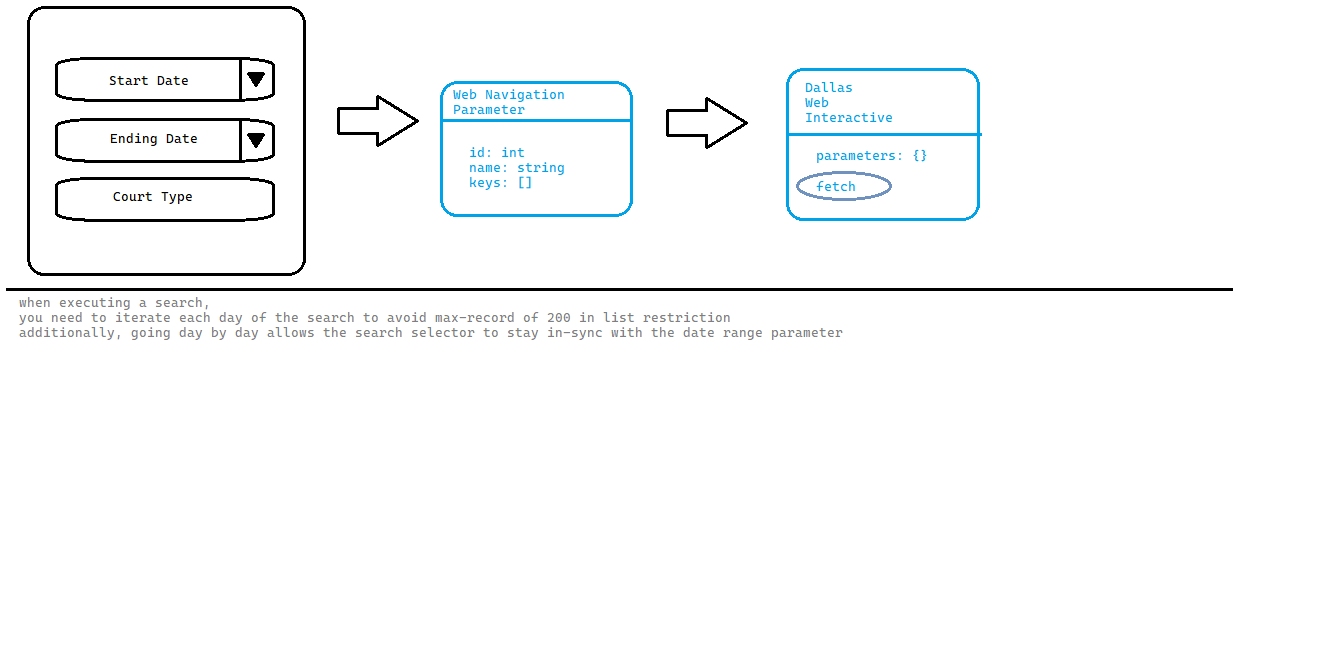 Start Date
Ending Date
Court Type
Web Navigation
Parameter
id: int
name: string
keys: []
Dallas
Web
Interactive
parameters: {}
fetch
when executing a search,
you need to iterate each day of the search to avoid max-record of 200 in list restriction
additionally, going day by day allows the search selector to stay in-sync with the date range parameter